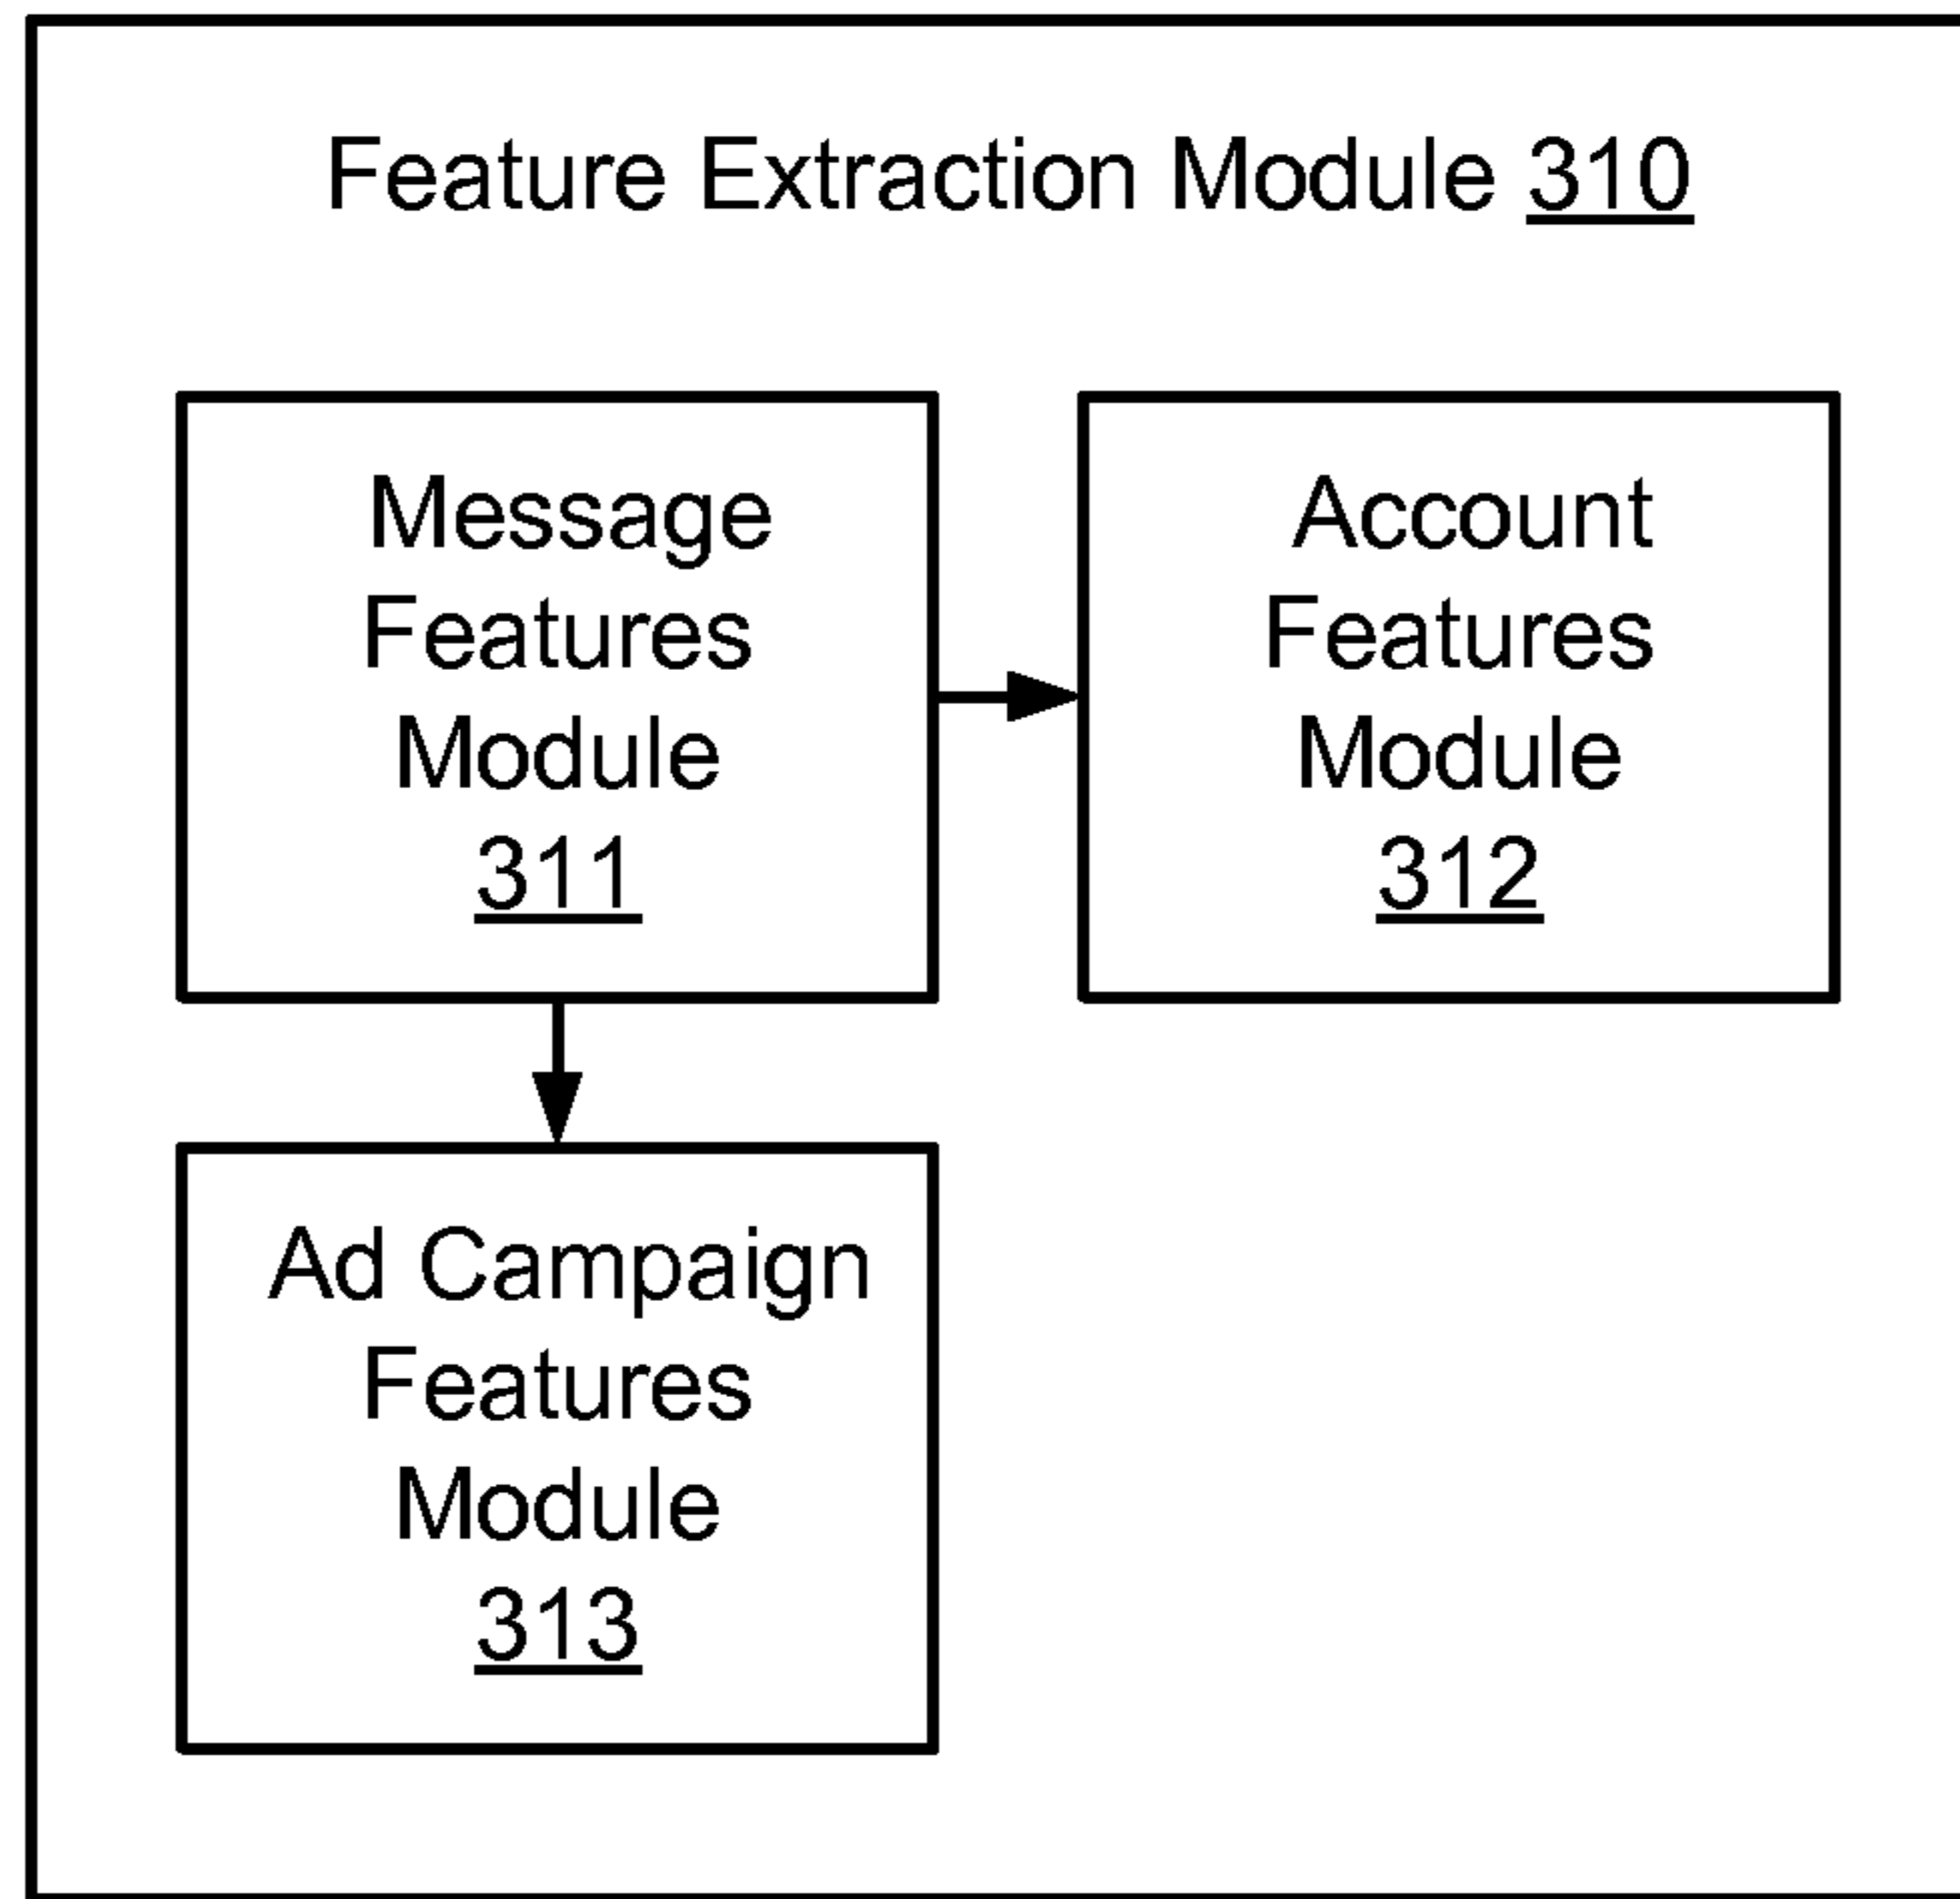 Feature Extraction Module 310
Message
Features
Module
311
Account
Features
Module
312
Ad Campaign
Features
Module
313